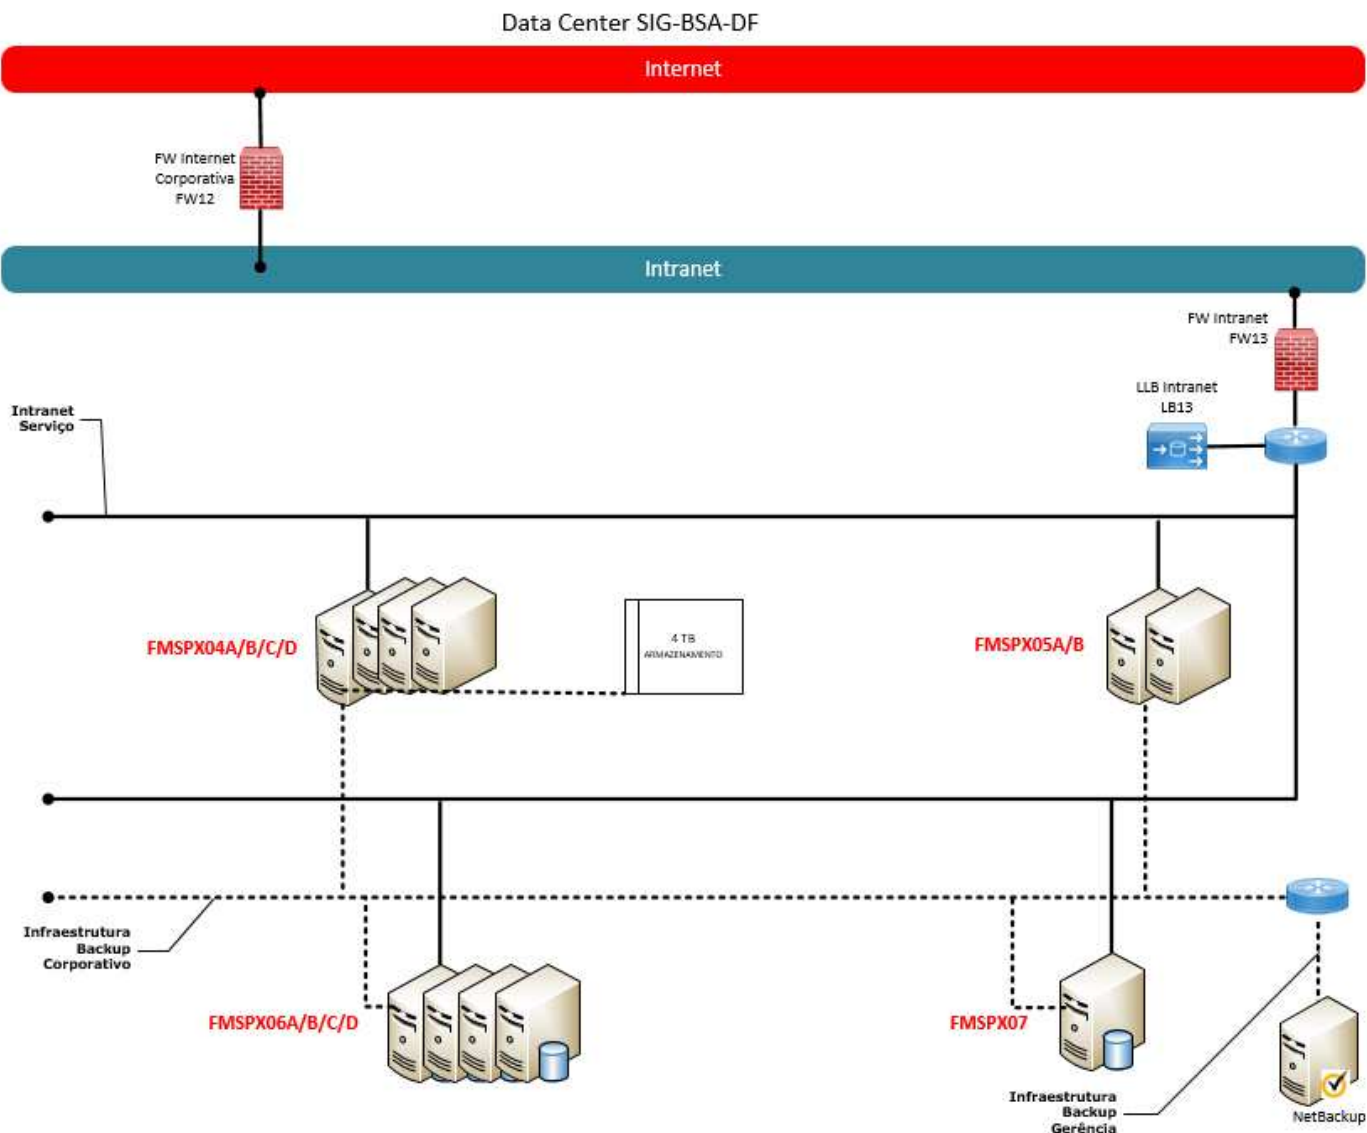 Data Center SIG-BSA-DF
Internet
FW Internet
Corporativa
FW12
Intranet
FW Intranet
FW13
LLB Intranet
LB13
Intranet
Serviço
FMSPX04A/B/C/D
4 TB
ARMAZENAMENTO
FMSPX05A/B
Infraestrutura
Backup
Corporativo
FMSPX06A/B/C/D
FMSPX07
Infraestrutura
Backup
Gerência
NetBackup